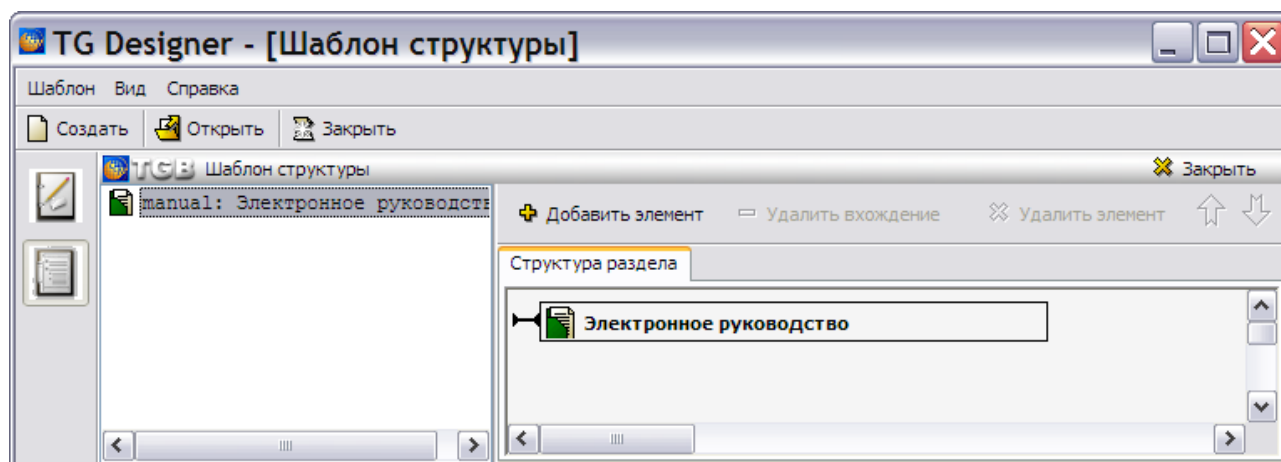 TG Designer - [Шаблон структуры]
Шаблон Вид Справка
Создать Открыть Закрыть
TGB Шаблон структуры Закрыть
manual: Электронное руководств
Добавить элемент Удалить вхождение Удалить элемент
Структура раздела
Электронное руководство